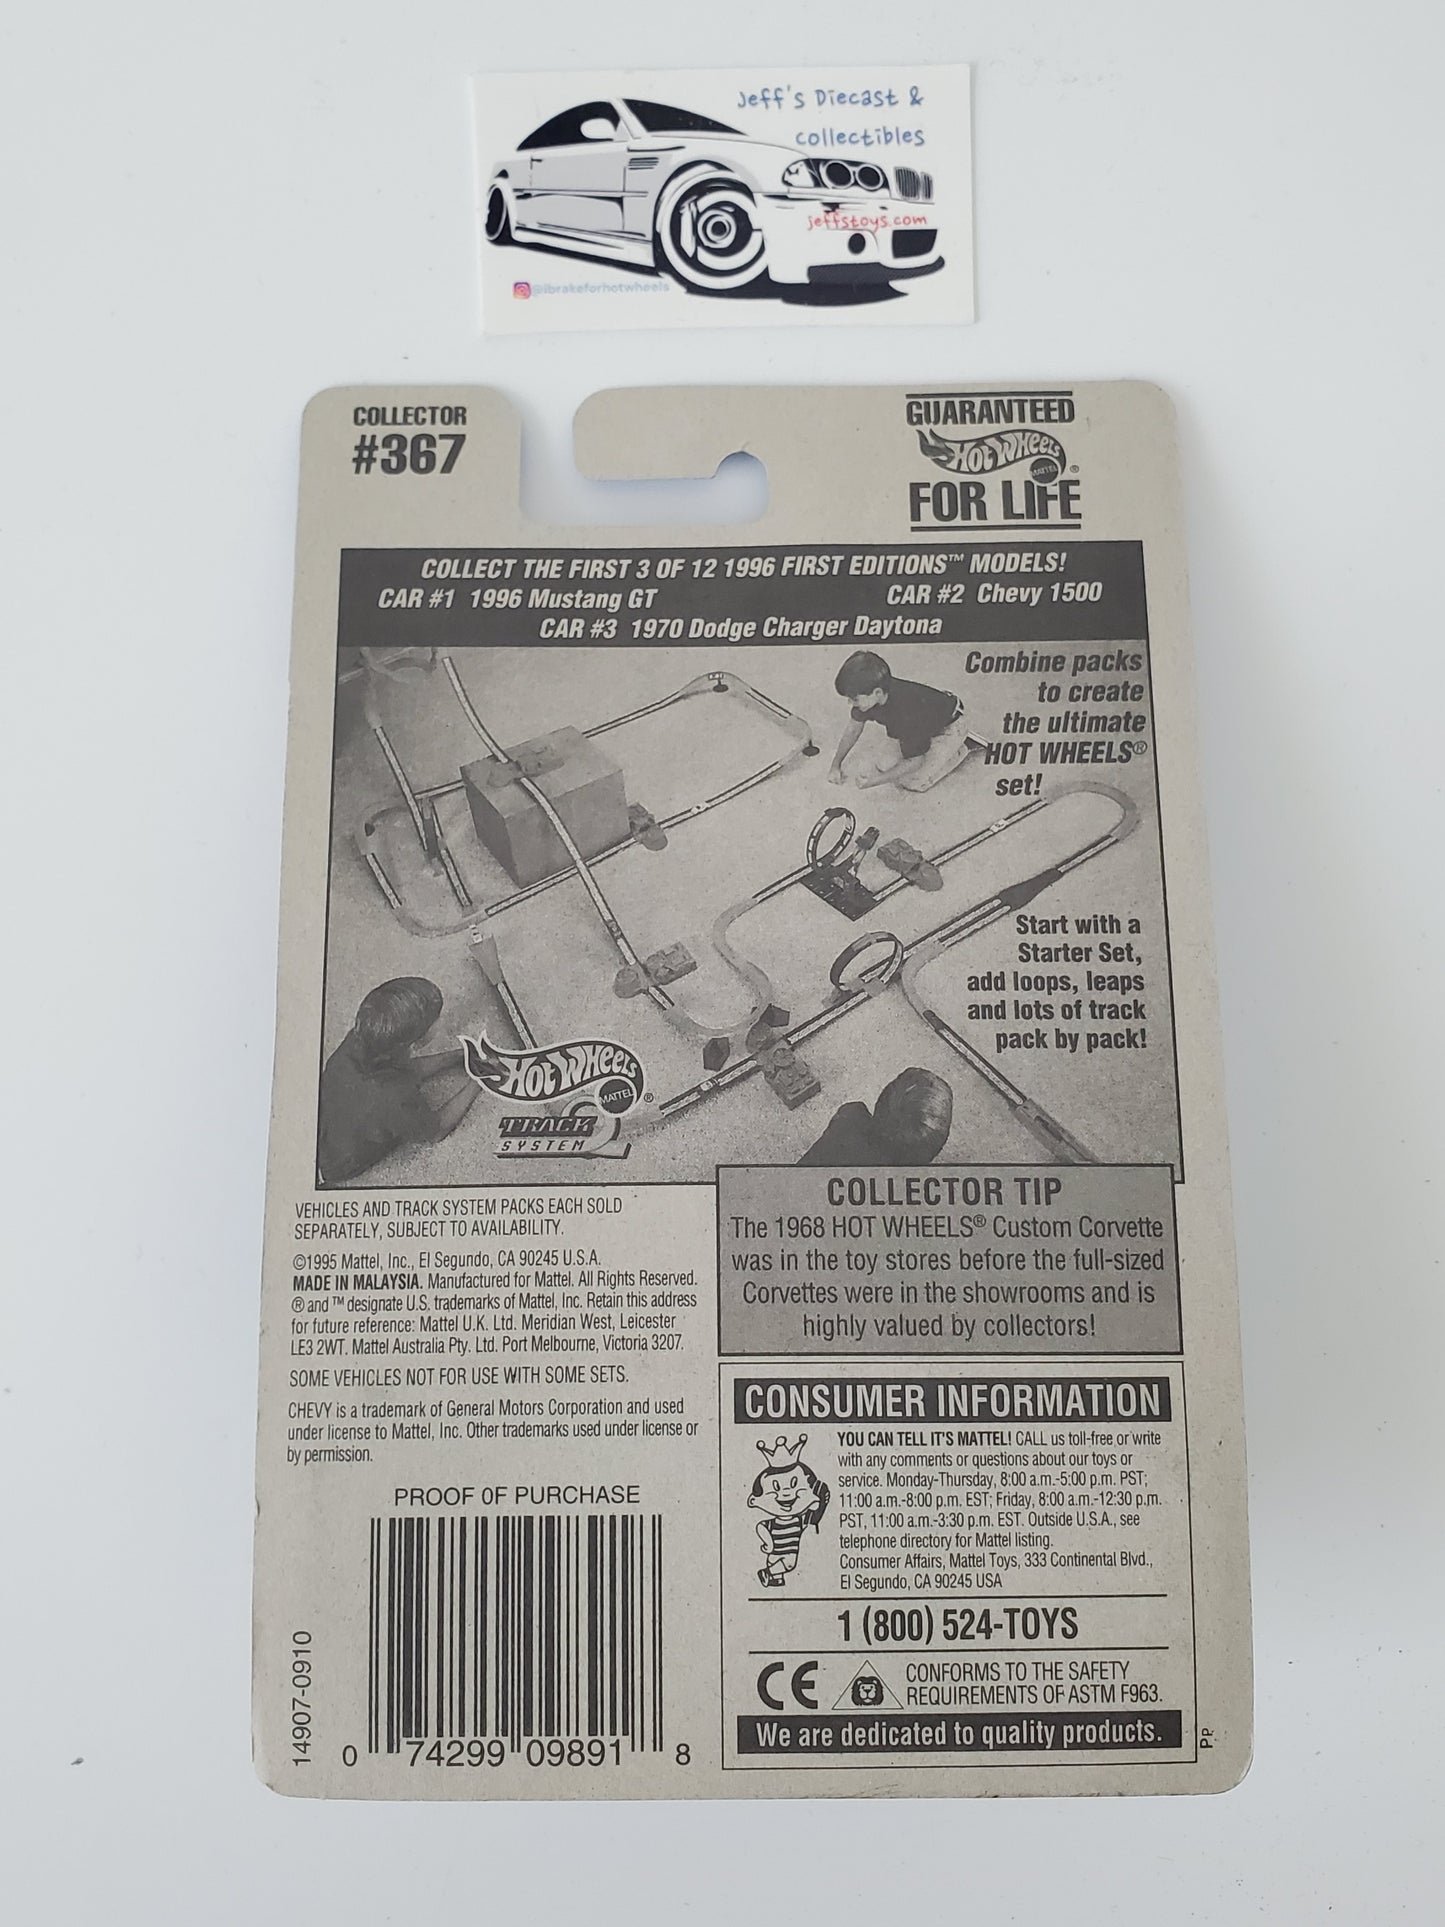 Jeff's Diecast &
collectibles
jeffstoys.com
@ibrakeforhotwheels
COLLECTOR
#367
GUARANTEED
HOT WHEELS
MATTEL ®
FOR LIFE
COLLECT THE FIRST 3 OF 12 1996 FIRST EDITIONS™ MODELS!
CAR #1 1996 Mustang GT CAR #2 Chevy 1500
CAR #3 1970 Dodge Charger Daytona
Combine packs
to create
the ultimate
HOT WHEELS®
set!
Start with a
Starter Set,
add loops, leaps
and lots of track
pack by pack!
HOT WHEELS
MATTEL ®
TRACK
SYSTEM
VEHICLES AND TRACK SYSTEM PACKS EACH SOLD
SEPARATELY, SUBJECT TO AVAILABILITY.
©1995 Mattel, Inc., El Segundo, CA 90245 U.S.A.
MADE IN MALAYSIA. Manufactured for Mattel. All Rights Reserved.
® and ™ designate U.S. trademarks of Mattel, Inc. Retain this address
for future reference: Mattel U.K. Ltd. Meridian West, Leicester
LE3 2WT. Mattel Australia Pty. Ltd. Port Melbourne, Victoria 3207.
SOME VEHICLES NOT FOR USE WITH SOME SETS.
CHEVY is a trademark of General Motors Corporation and used
under license to Mattel, Inc. Other trademarks used under license or
by permission.
PROOF OF PURCHASE
14907-0910
0 74299 09891 8
COLLECTOR TIP
The 1968 HOT WHEELS® Custom Corvette
was in the toy stores before the full-sized
Corvettes were in the showrooms and is
highly valued by collectors!
CONSUMER INFORMATION
YOU CAN TELL IT'S MATTEL! CALL us toll-free or write
with any comments or questions about our toys or
service. Monday-Thursday, 8:00 a.m.-5:00 p.m. PST;
11:00 a.m.-8:00 p.m. EST; Friday, 8:00 a.m.-12:30 p.m.
PST, 11:00 a.m.-3:30 p.m. EST. Outside U.S.A., see
telephone directory for Mattel listing.
Consumer Affairs, Mattel Toys, 333 Continental Blvd.,
El Segundo, CA 90245 USA
1 (800) 524-TOYS
CE CONFORMS TO THE SAFETY
REQUIREMENTS OF ASTM F963.
We are dedicated to quality products.
PP